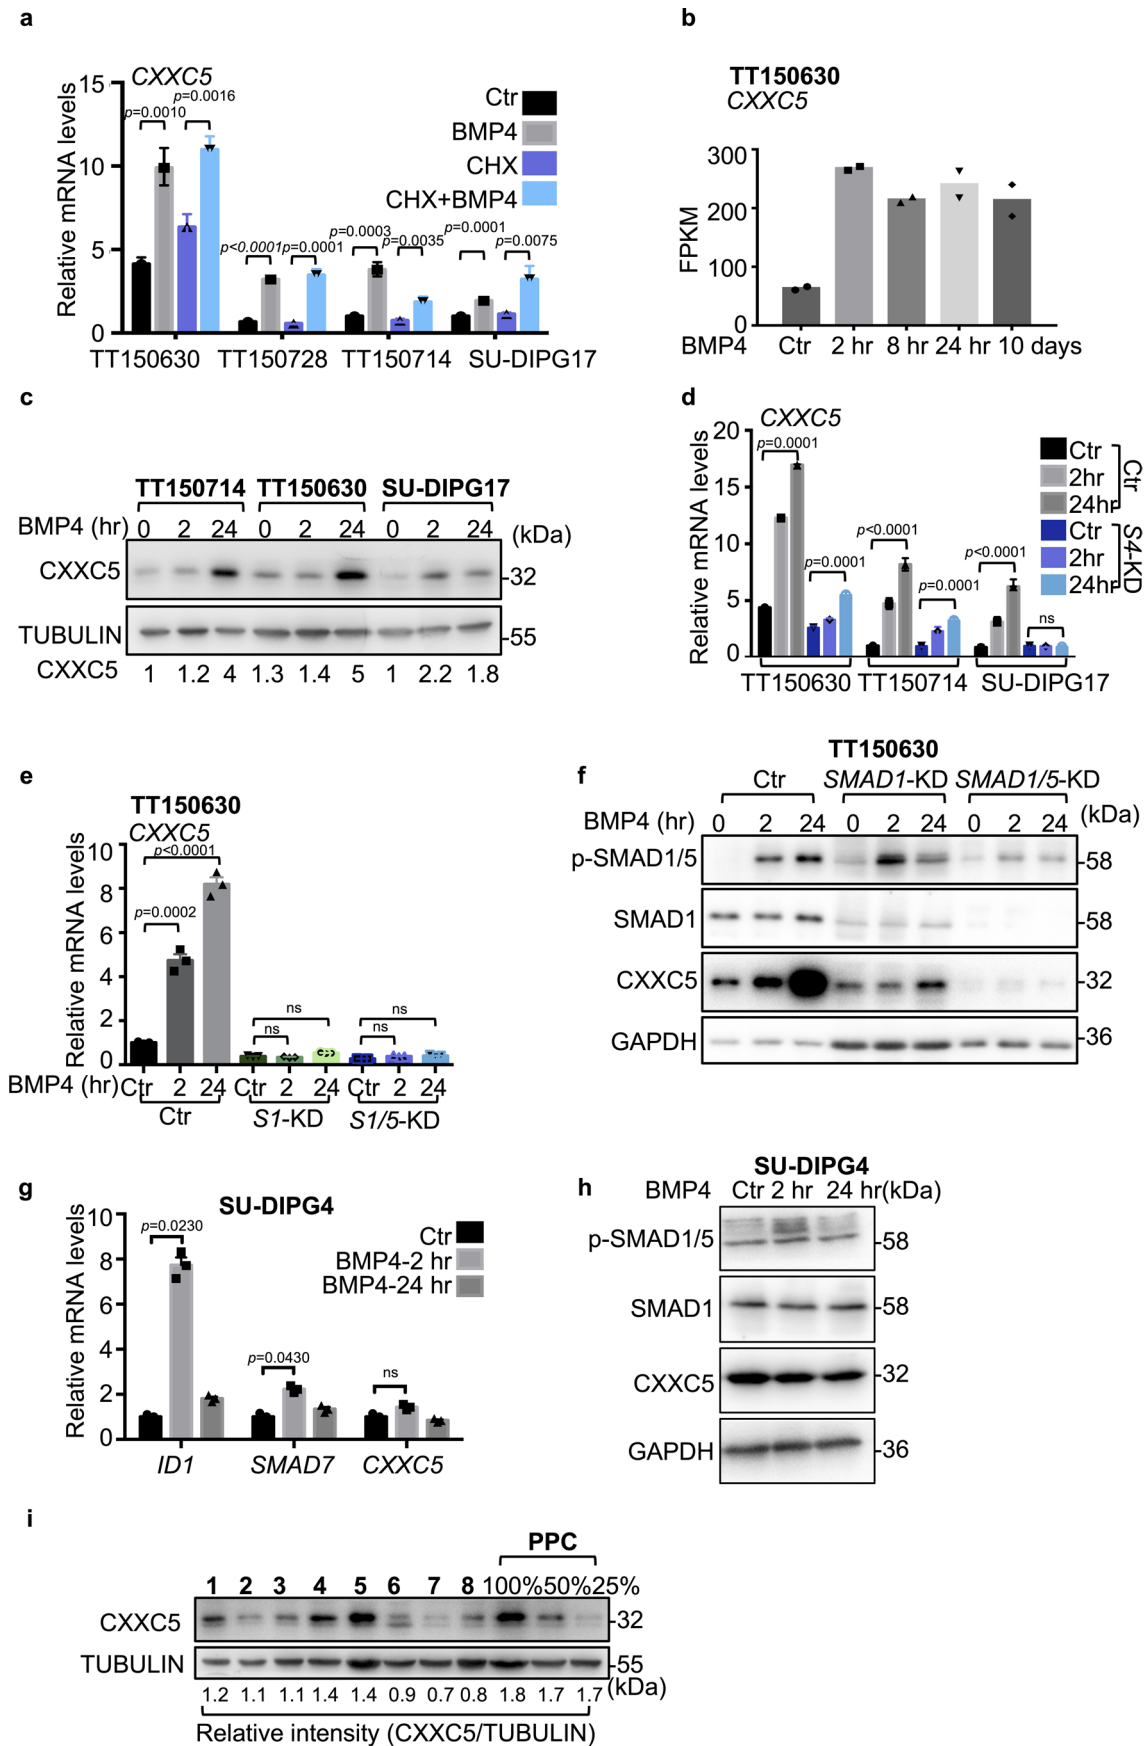 a
CXXC5
Relative mRNA levels
15
10
5
0
p=0.0010
p=0.0016
p<0.0001
p=0.0001
p=0.0003
p=0.0035
p=0.0001
p=0.0075
Ctr
BMP4
CHX
CHX+BMP4
TT150630 TT150728 TT150714 SU-DIPG17
b
TT150630
CXXC5
FPKM
300
200
100
0
BMP4 Ctr 2 hr 8 hr 24 hr 10 days
c
TT150714 TT150630 SU-DIPG17
BMP4 (hr) 0 2 24 0 2 24 0 2 24 (kDa)
CXXC5 -32
TUBULIN -55
CXXC5 1 1.2 4 1.3 1.4 5 1 2.2 1.8
d
CXXC5
Relative mRNA levels
20
15
10
5
0
p=0.0001
p=0.0001
p<0.0001
p=0.0001
p<0.0001
ns
Ctr
2hr
24hr
Ctr
Ctr
2hr
24hr
S4-KD
TT150630 TT150714 SU-DIPG17
e
TT150630
CXXC5
Relative mRNA levels
10
8
6
4
2
0
p<0.0001
p=0.0002
ns
ns
ns
ns
BMP4 (hr) Ctr 2 24 Ctr 2 24 Ctr 2 24
Ctr S1-KD S1/5-KD
f
TT150630
Ctr SMAD1-KD SMAD1/5-KD
BMP4 (hr) 0 2 24 0 2 24 0 2 24 (kDa)
p-SMAD1/5 -58
SMAD1 -58
CXXC5 -32
GAPDH -36
g
SU-DIPG4
Relative mRNA levels
10
8
6
4
2
0
p=0.0230
p=0.0430
ns
Ctr
BMP4-2 hr
BMP4-24 hr
ID1 SMAD7 CXXC5
h
SU-DIPG4
BMP4 Ctr 2 hr 24 hr (kDa)
p-SMAD1/5 -58
SMAD1 -58
CXXC5 -32
GAPDH -36
i
PPC
1 2 3 4 5 6 7 8 100% 50% 25%
CXXC5 -32
TUBULIN -55
1.2 1.1 1.1 1.4 1.4 0.9 0.7 0.8 1.8 1.7 1.7 (kDa)
Relative intensity (CXXC5/TUBULIN)